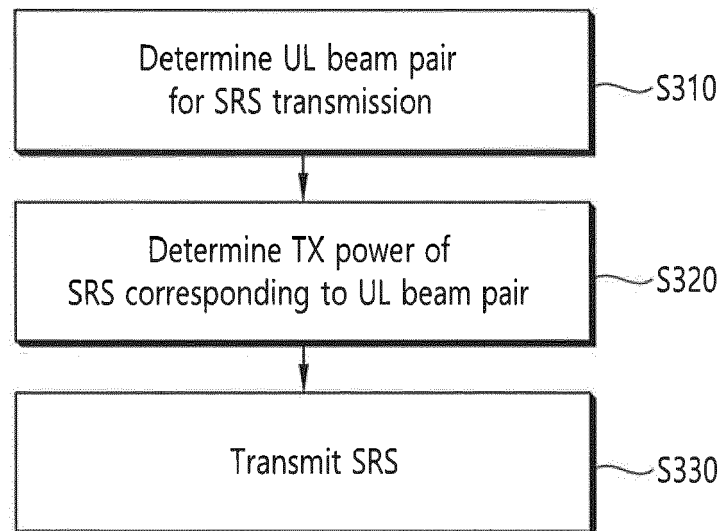 Determine UL beam pair
for SRS transmission
S310
Determine TX power of
SRS corresponding to UL beam pair
S320
Transmit SRS
S330